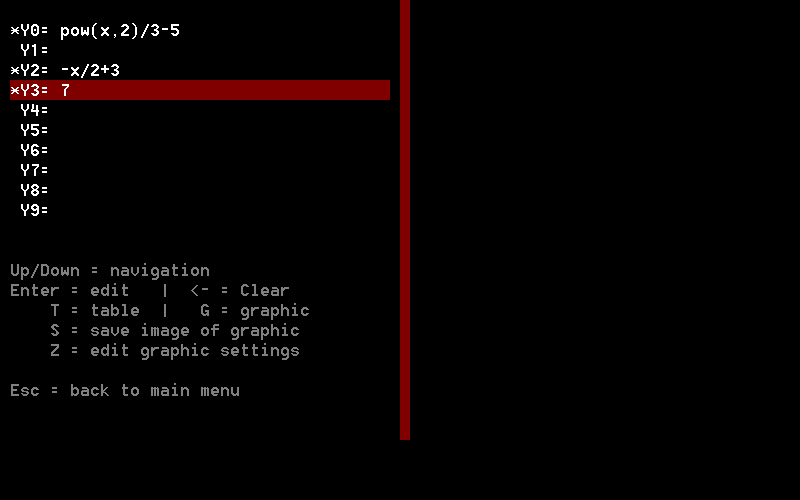 *Y0= pow(x,2)/3-5
Y1=
*Y2= -x/2+3
*Y3= 7
Y4=
Y5=
Y6=
Y7=
Y8=
Y9=
Up/Down = navigation
Enter = edit | <- = Clear
T = table | G = graphic
S = save image of graphic
Z = edit graphic settings
Esc = back to main menu